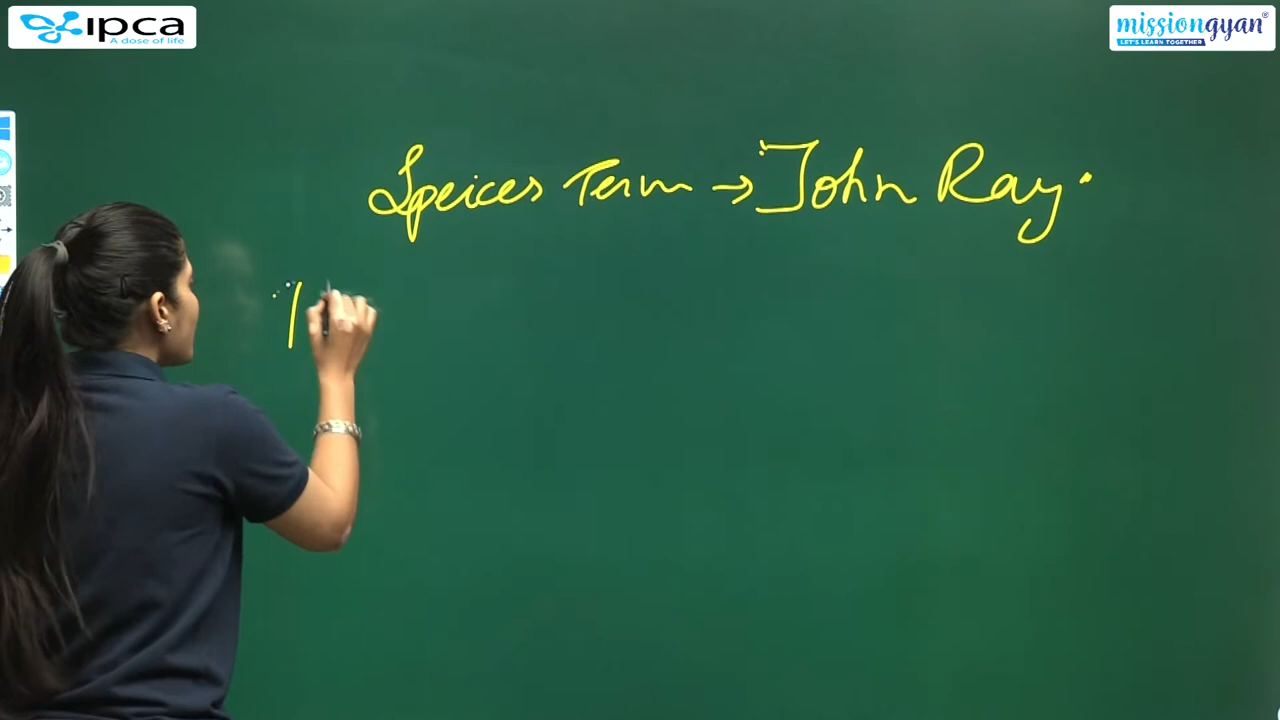 ipca
A dose of life
missiongyan®
LET'S LEARN TOGETHER
Speices Term → John Ray.